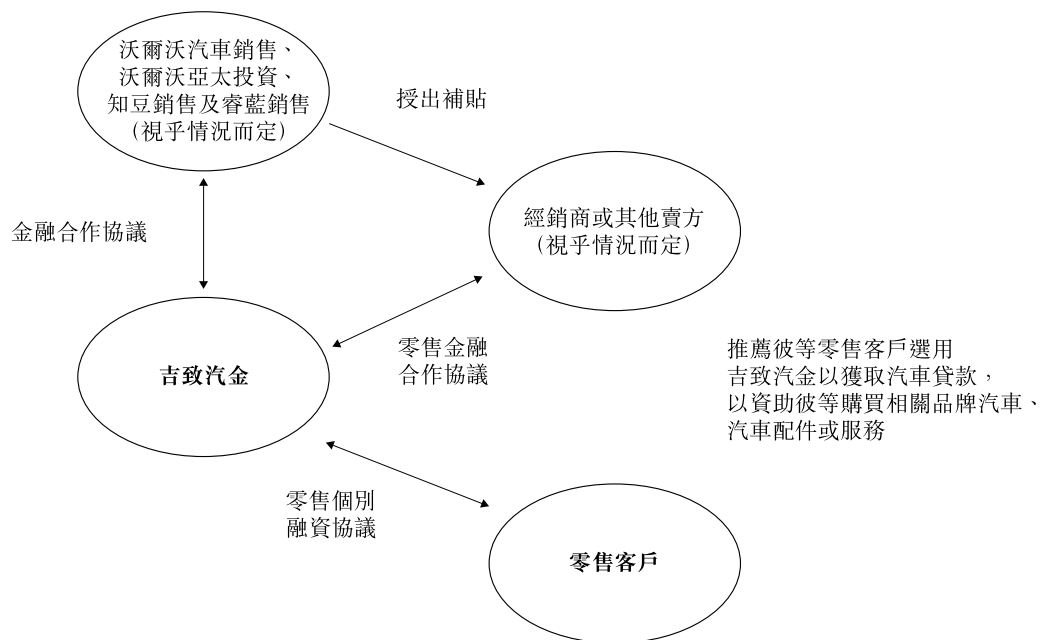 沃爾沃汽車銷售、
沃爾沃亞太投資、
知豆銷售及睿藍銷售
（視乎情況而定）
授出補貼
經銷商或其他賣方
（視乎情況而定）
金融合作協議
吉致汽金
零售金融
合作協議
推薦彼等零售客戶選用
吉致汽金以獲取汽車貸款，
以資助彼等購買相關品牌汽車、
汽車配件或服務
零售個別
融資協議
零售客戶